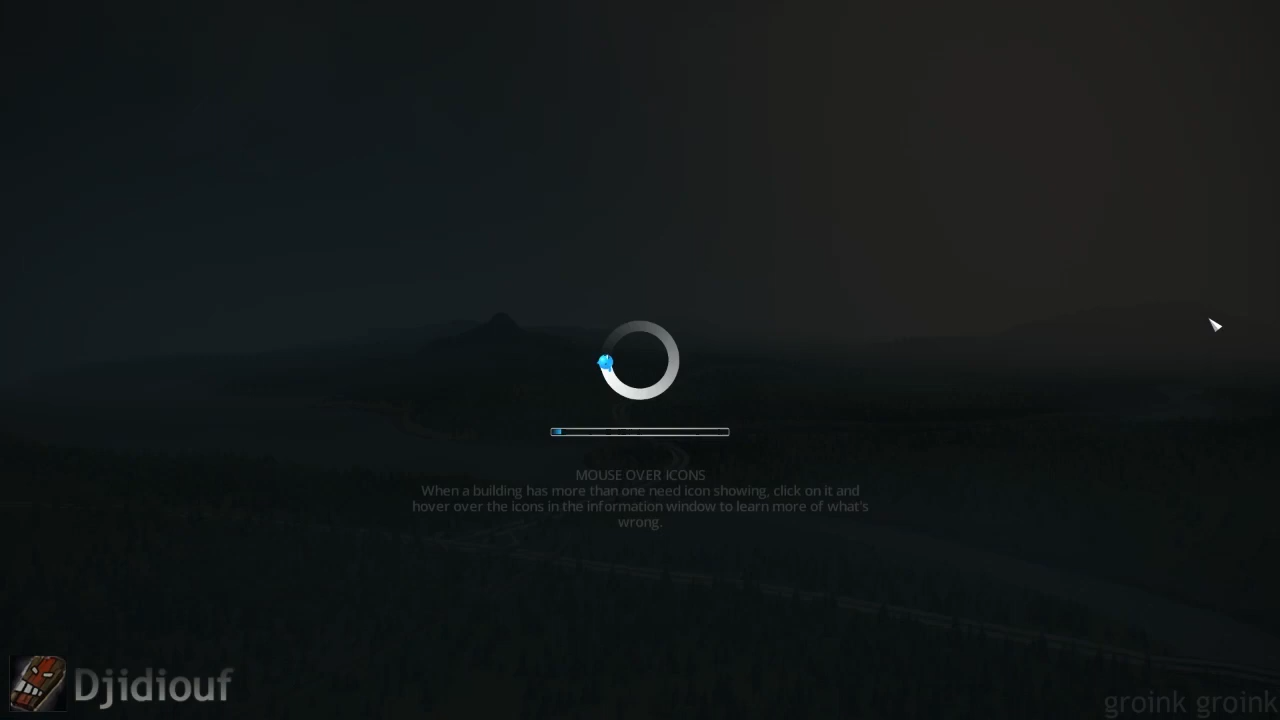 MOUSE OVER ICONS
When a building has more than one need icon showing, click on it and
hover over the icons in the information window to learn more of what's
wrong.
Djidiouf
groink groink